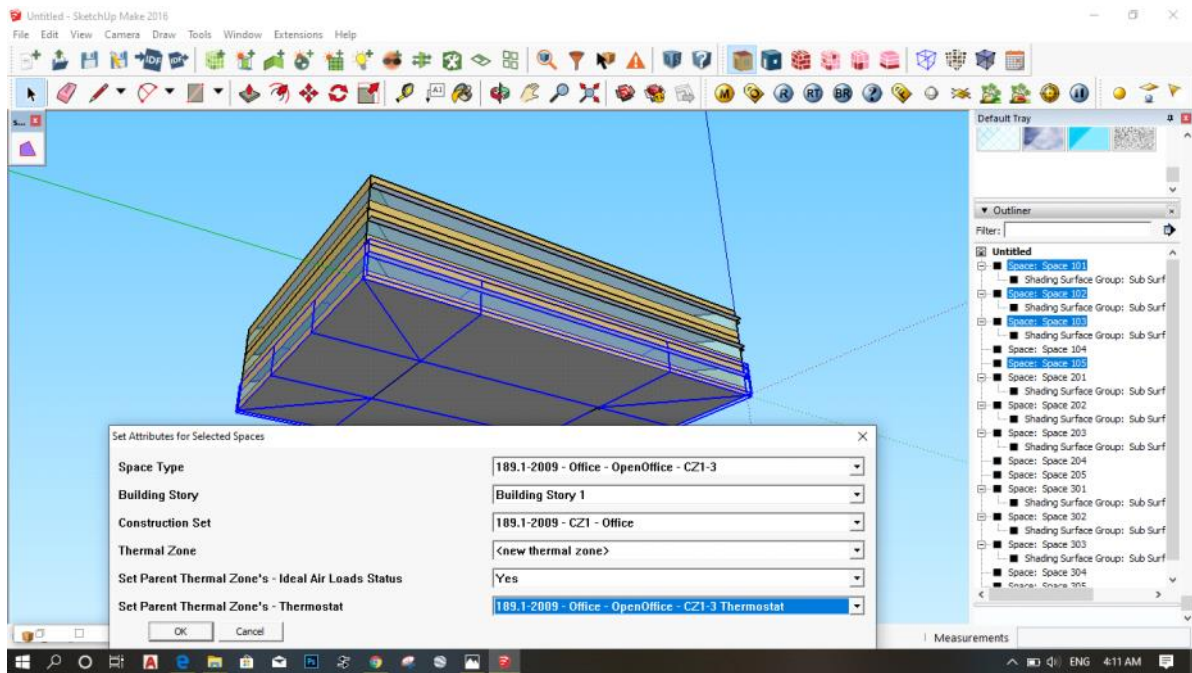 Untitled - SketchUp Make 2016
File Edit View Camera Draw Tools Window Extensions Help
IDF IDF+
A1
M R RT BR
s...
Default Tray
Outliner
Filter:
Untitled
Space: Space 101
Shading Surface Group: Sub Surf
Space: Space 102
Shading Surface Group: Sub Surf
Space: Space 103
Shading Surface Group: Sub Surf
Space: Space 104
Space: Space 105
Space: Space 201
Shading Surface Group: Sub Surf
Space: Space 202
Shading Surface Group: Sub Surf
Space: Space 203
Shading Surface Group: Sub Surf
Space: Space 204
Space: Space 205
Space: Space 301
Shading Surface Group: Sub Surf
Space: Space 302
Shading Surface Group: Sub Surf
Space: Space 303
Shading Surface Group: Sub Surf
Space: Space 304
Space: Space 305
Set Attributes for Selected Spaces
Space Type 189.1-2009 - Office - OpenOffice - CZ1-3
Building Story Building Story 1
Construction Set 189.1-2009 - CZ1 - Office
Thermal Zone <new thermal zone>
Set Parent Thermal Zone's - Ideal Air Loads Status Yes
Set Parent Thermal Zone's - Thermostat 189.1-2009 - Office - OpenOffice - CZ1-3 Thermostat
OK Cancel
Measurements
ENG 4:11 AM